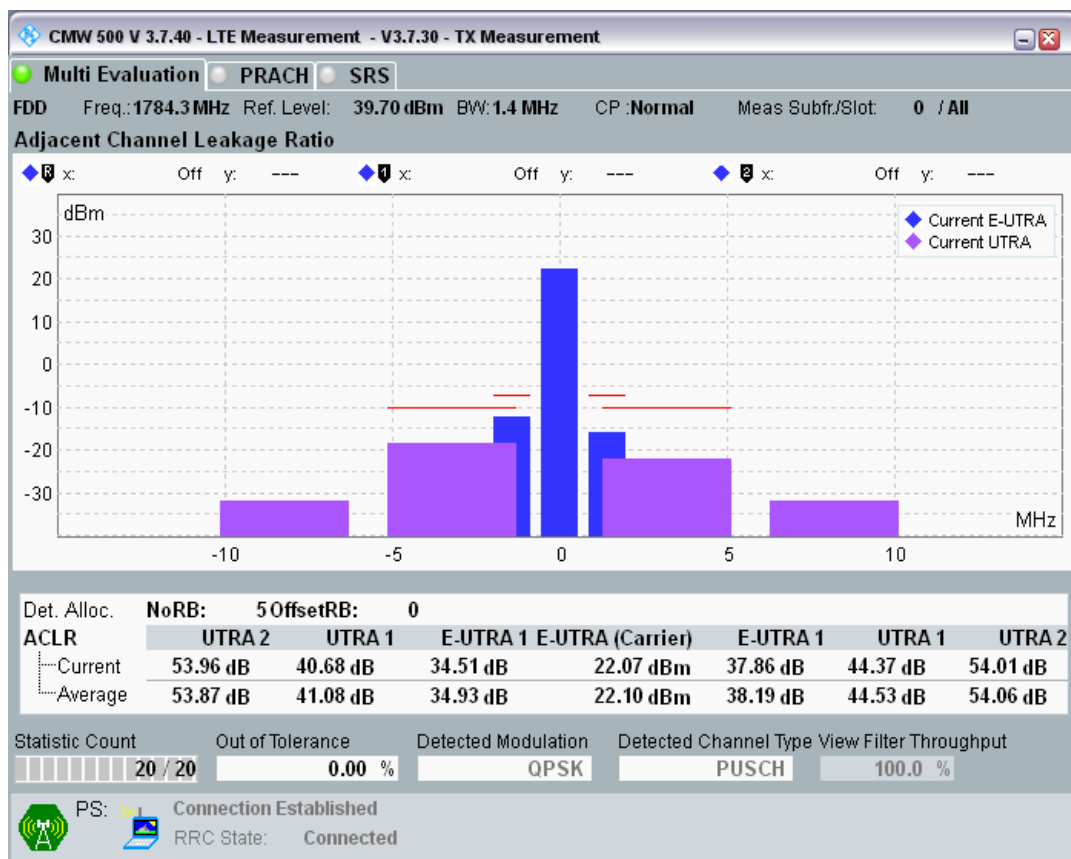 CMW 500 V 3.7.40 - LTE Measurement - V3.7.30 - TX Measurement
Multi Evaluation PRACH SRS
FDD Freq.: 1784.3 MHz Ref. Level: 39.70 dBm BW: 1.4 MHz CP :Normal Meas Subfr./Slot: 0 / All
Adjacent Channel Leakage Ratio
R x: Off y: --- 1 x: Off y: --- 2 x: Off y: ---
dBm
Current E-UTRA
Current UTRA
30
20
10
0
-10
-20
-30
MHz
-10 -5 0 5 10
Det. Alloc. NoRB: 5 OffsetRB: 0
ACLR UTRA 2 UTRA 1 E-UTRA 1 E-UTRA (Carrier) E-UTRA 1 UTRA 1 UTRA 2
Current 53.96 dB 40.68 dB 34.51 dB 22.07 dBm 37.86 dB 44.37 dB 54.01 dB
Average 53.87 dB 41.08 dB 34.93 dB 22.10 dBm 38.19 dB 44.53 dB 54.06 dB
Statistic Count Out of Tolerance Detected Modulation Detected Channel Type View Filter Throughput
20 / 20 0.00 % QPSK PUSCH 100.0 %
PS: Connection Established
RRC State: Connected